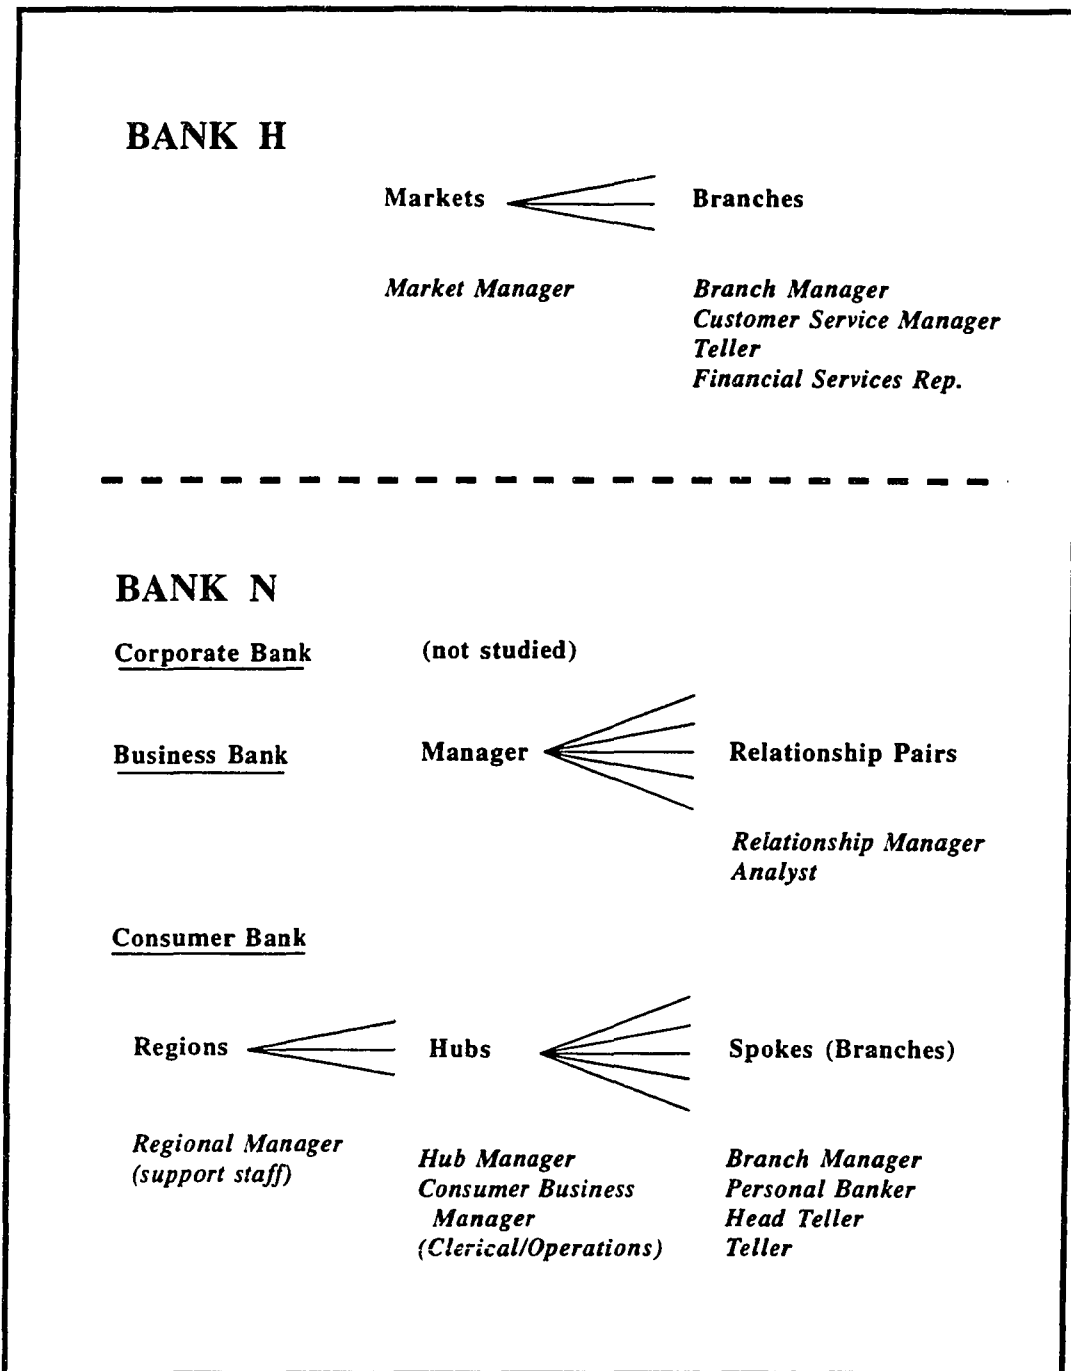 BANK H
Markets Branches
Market Manager Branch Manager
Customer Service Manager
Teller
Financial Services Rep.
BANK N
Corporate Bank (not studied)
Business Bank Manager Relationship Pairs
Relationship Manager
Analyst
Consumer Bank
Regions Hubs Spokes (Branches)
Regional Manager
(support staff)
Hub Manager Branch Manager
Consumer Business Personal Banker
Manager Head Teller
(Clerical/Operations) Teller